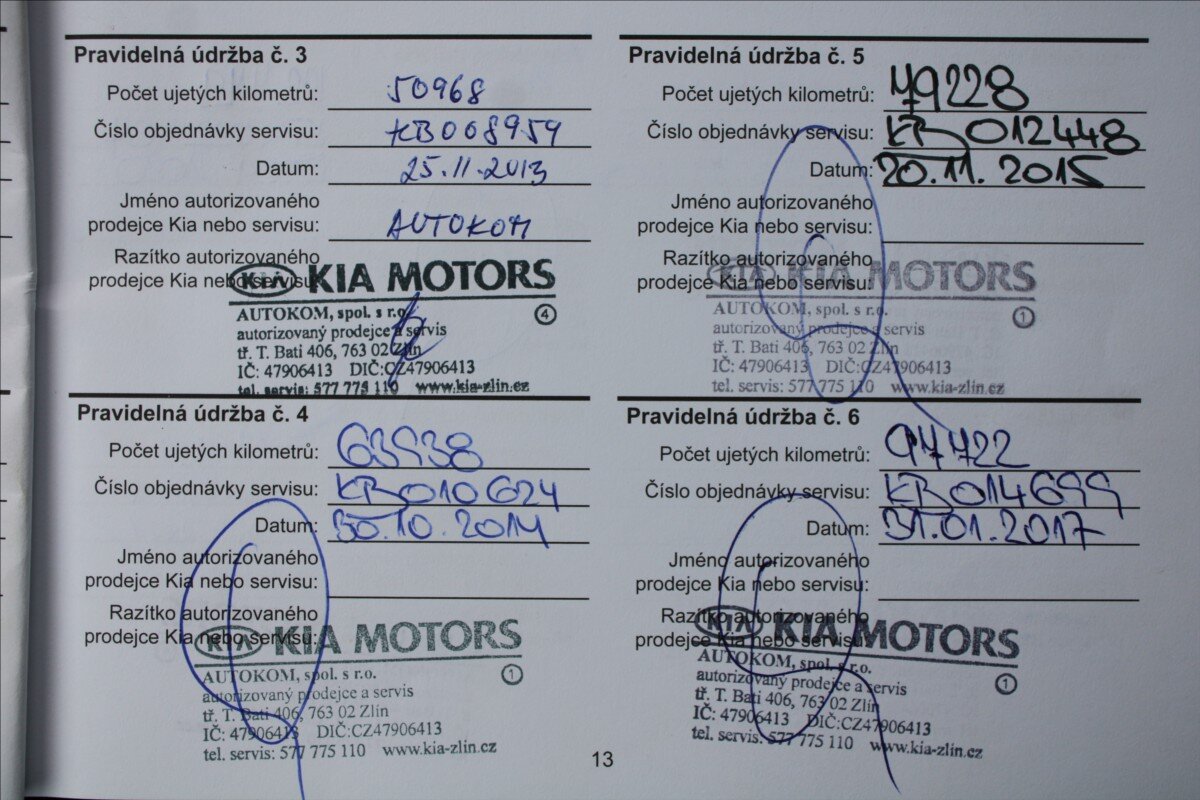 Pravidelná údržba č. 3
Počet ujetých kilometrů: 50968
Číslo objednávky servisu: KB008959
Datum: 25.11.2013
Jméno autorizovaného
prodejce Kia nebo servisu: AUTOKOM
Razítko autorizovaného
prodejce Kia nebo servisu:
KIA KIA MOTORS
AUTOKOM, spol. s r.o. 4
autorizovaný prodejce a servis
tř. T. Bati 406, 763 02 Zlín
IČ: 47906413 DIČ:CZ47906413
tel. servis: 577 775 110 www.kia-zlin.cz
Pravidelná údržba č. 4
Počet ujetých kilometrů: 63938
Číslo objednávky servisu: KB010624
Datum: 30.10.2014
Jméno autorizovaného
prodejce Kia nebo servisu:
Razítko autorizovaného
prodejce Kia nebo servisu:
KIA KIA MOTORS
AUTOKOM, spol. s r.o. 1
autorizovaný prodejce a servis
tř. T. Bati 406, 763 02 Zlín
IČ: 47906413 DIČ:CZ47906413
tel. servis: 577 775 110 www.kia-zlin.cz
Pravidelná údržba č. 5
Počet ujetých kilometrů: 79228
Číslo objednávky servisu: KB012448
Datum: 20.11.2015
Jméno autorizovaného
prodejce Kia nebo servisu:
Razítko autorizovaného
prodejce Kia nebo servisu:
KIA KIA MOTORS
AUTOKOM, spol. s r.o. 1
autorizovaný prodejce a servis
tř. T. Bati 406, 763 02 Zlín
IČ: 47906413 DIČ:CZ47906413
tel. servis: 577 775 110 www.kia-zlin.cz
Pravidelná údržba č. 6
Počet ujetých kilometrů: 97722
Číslo objednávky servisu: KB014699
Datum: 31.01.2017
Jméno autorizovaného
prodejce Kia nebo servisu:
Razítko autorizovaného
prodejce Kia nebo servisu:
KIA KIA MOTORS
AUTOKOM, spol. s r.o. 1
autorizovaný prodejce a servis
tř. T. Bati 406, 763 02 Zlín
IČ: 47906413 DIČ:CZ47906413
tel. servis: 577 775 110 www.kia-zlin.cz
13